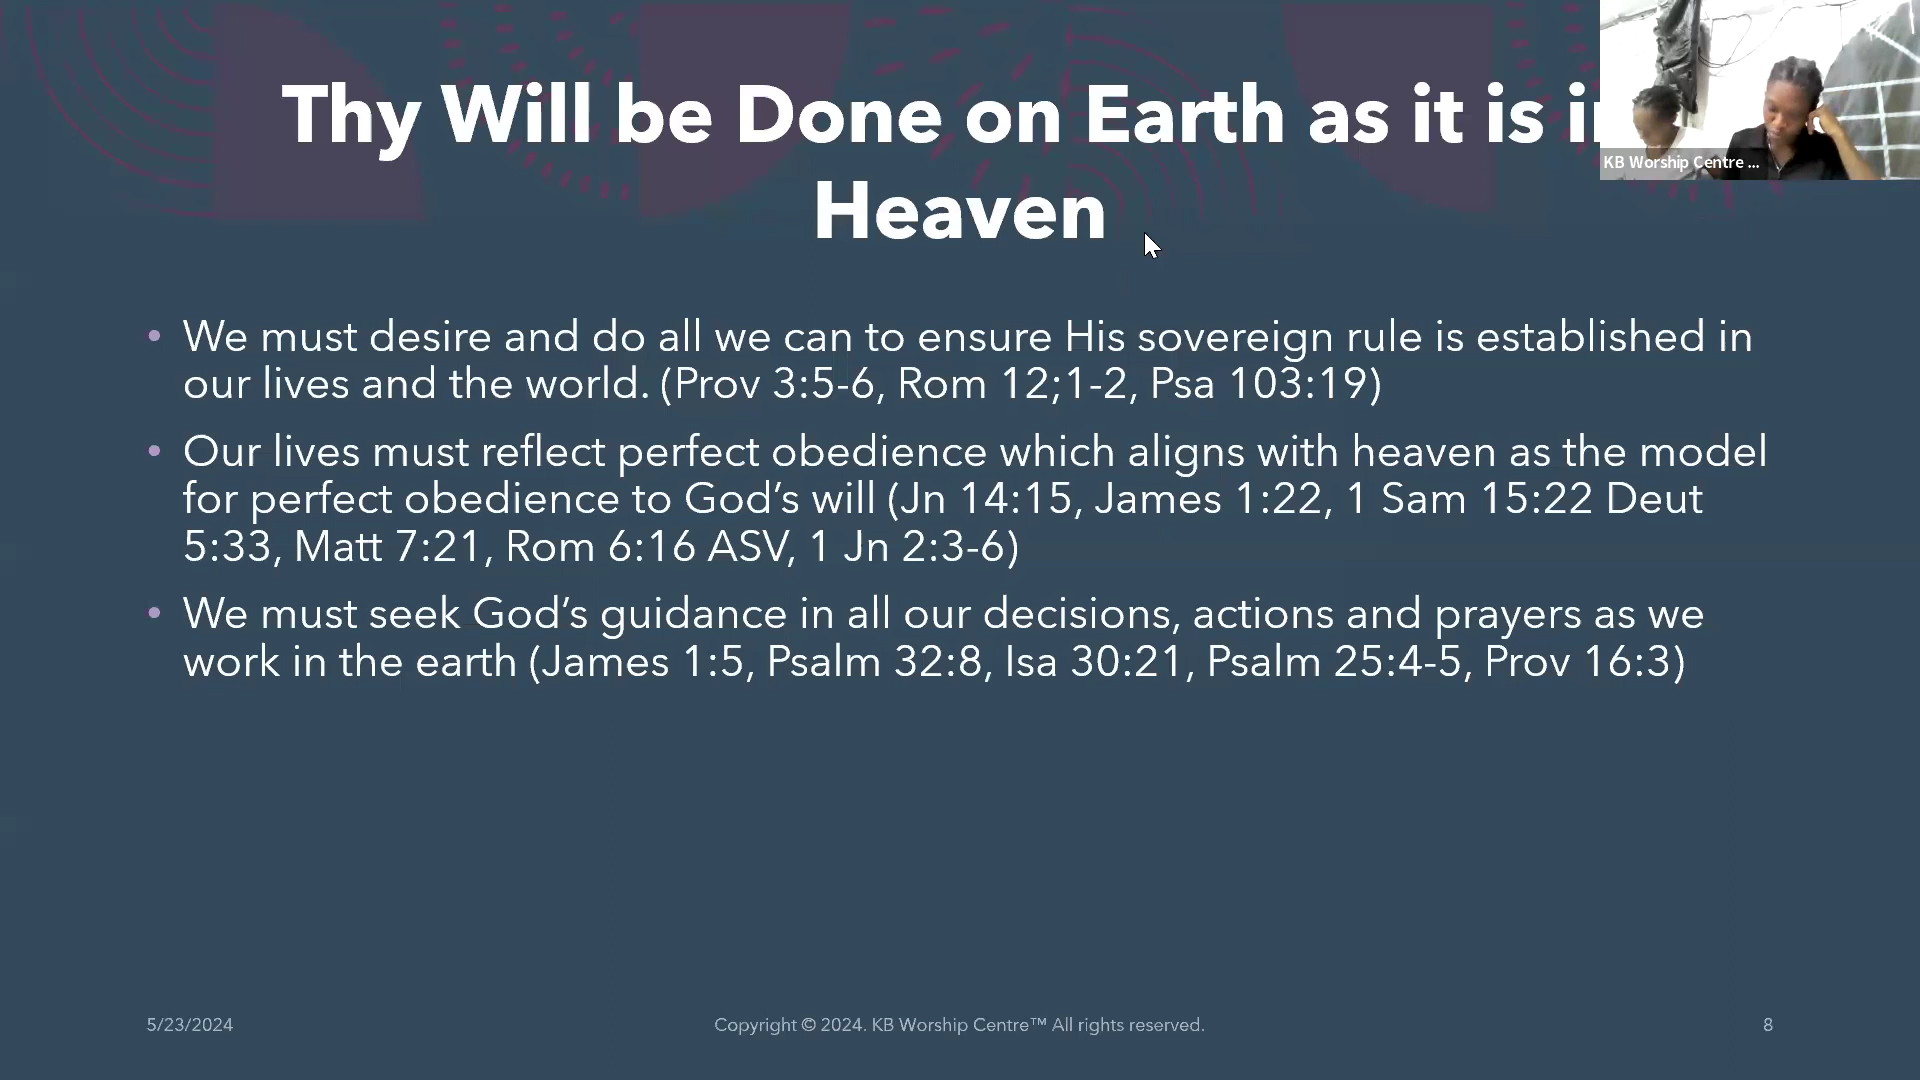 Thy Will be Done on Earth as it is
Heaven
KB Worship Centre ...
• We must desire and do all we can to ensure His sovereign rule is established in
our lives and the world. (Prov 3:5-6, Rom 12;1-2, Psa 103:19)
• Our lives must reflect perfect obedience which aligns with heaven as the model
for perfect obedience to God’s will (Jn 14:15, James 1:22, 1 Sam 15:22 Deut
5:33, Matt 7:21, Rom 6:16 ASV, 1 Jn 2:3-6)
• We must seek God’s guidance in all our decisions, actions and prayers as we
work in the earth (James 1:5, Psalm 32:8, Isa 30:21, Psalm 25:4-5, Prov 16:3)
5/23/2024
Copyright © 2024. KB Worship Centre™ All rights reserved.
8